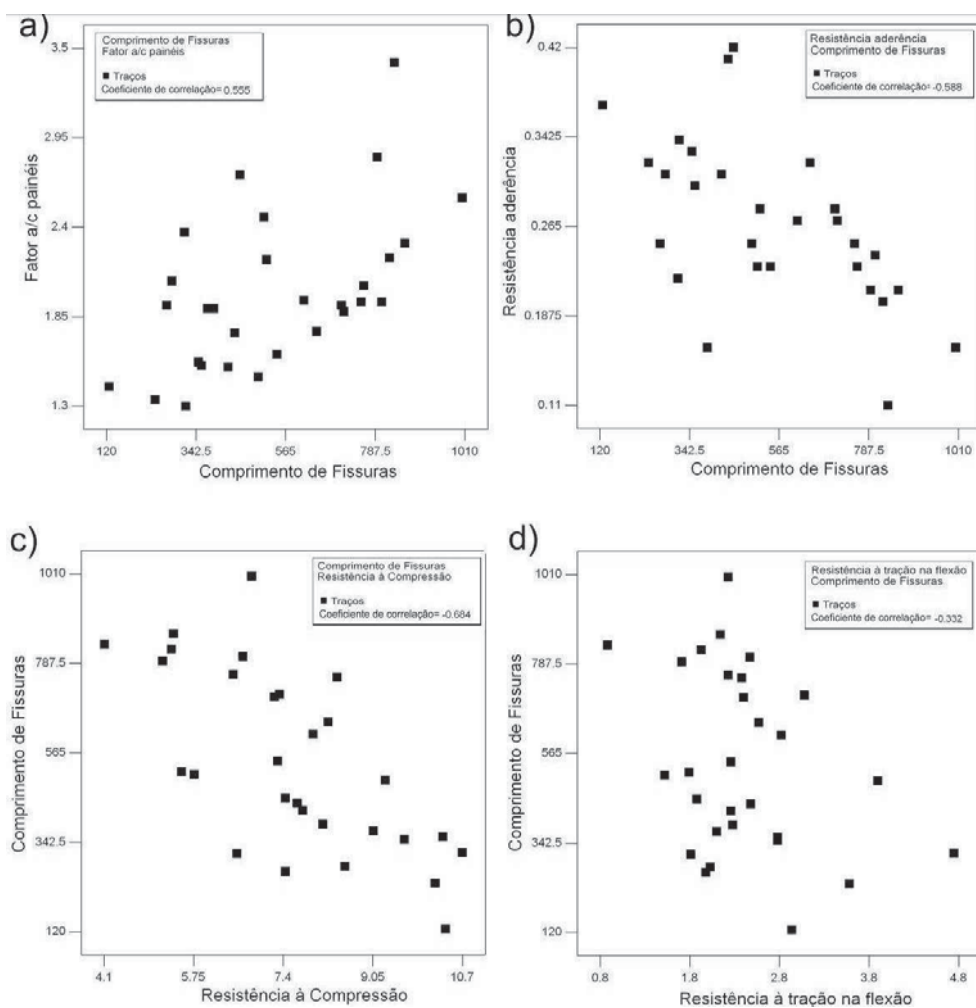 a)
Comprimento de Fissuras
Fator a/c painéis
Traços
Coeficiente de correlação= 0.555
3.5
2.95
2.4
1.85
1.3
Fator a/c painéis
120 342.5 565 787.5 1010
Comprimento de Fissuras
b)
Resistência aderência
Comprimento de Fissuras
Traços
Coeficiente de correlação= -0.588
0.42
0.3425
0.265
0.1875
0.11
Resistência aderência
120 342.5 565 787.5 1010
Comprimento de Fissuras
c)
Comprimento de Fissuras
Resistência à Compressão
Traços
Coeficiente de correlação= -0.684
1010
787.5
565
342.5
120
Comprimento de Fissuras
4.1 5.75 7.4 9.05 10.7
Resistência à Compressão
d)
Resistência à tração na flexão
Comprimento de Fissuras
Traços
Coeficiente de correlação= -0.332
1010
787.5
565
342.5
120
Comprimento de Fissuras
0.8 1.8 2.8 3.8 4.8
Resistência à tração na flexão